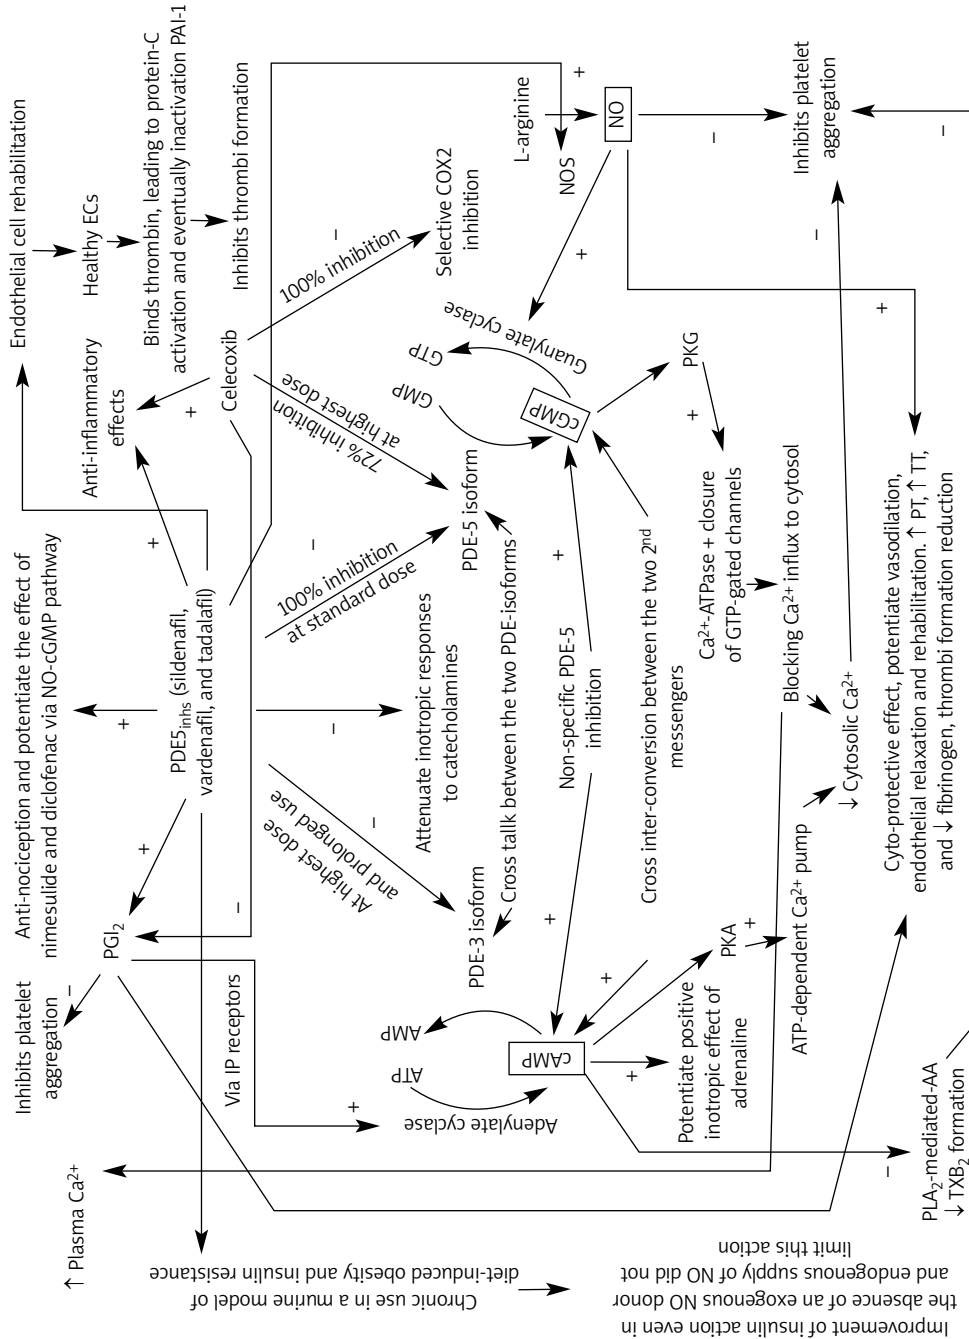 Anti-nociception and potentiate the effect of
nimesulide and diclofenac via NO-cGMP pathway
Endothelial cell rehabilitation
Healthy ECs
Binds thrombin, leading to protein-C
activation and eventually inactivation PAI-1
Inhibits thrombi formation
Anti-inflammatory
effects
+
+
+
PDE5inhs (sildenafil,
vardenafil, and tadalafil)
Celecoxib
+
PGI2
Inhibits platelet
aggregation
–
↑ Plasma Ca2+
Via IP receptors
–
–
–
100% inhibition
Selective COX2
inhibition
72% inhibition
at highest dose
100% inhibition
at standard dose
–
Attenuate inotropic responses
to catecholamines
At highest dose
and prolonged use
–
Chronic use in a murine model of
diet-induced obesity and insulin resistance
Improvement of insulin action even in
the absence of an exogenous NO donor
and endogenous supply of NO did not
limit this action
PDE-3 isoform
PDE-5 isoform
Cross tallk between the two PDE-isoforms
L-arginine
+
NOS
NO
GMP
GTP
Guanylate cyclase
+
cGMP
ATP
AMP
Adenylate cyclase
+
cAMP
Non-specific PDE-5
inhibition
+
+
Cross inter-conversion between the two 2nd
messengers
+
PKG
+
Ca2+-ATPase + closure
of GTP-gated channels
Blocking Ca2+ influx to cytosol
PKA
+
ATP-dependent Ca2+ pump
↓ Cytosolic Ca2+
Potentiate positive
inotropic effect of
adrenaline
+
–
Inhibits platelet
aggregation
–
–
+
Cyto-protective effect, potentiate vasodilation,
endothelial relaxation and rehabilitation. ↑ PT, ↑ TT,
and ↓ fibrinogen, thrombi formation reduction
–
PLA2-mediated-AA
↓ TXB2 formation